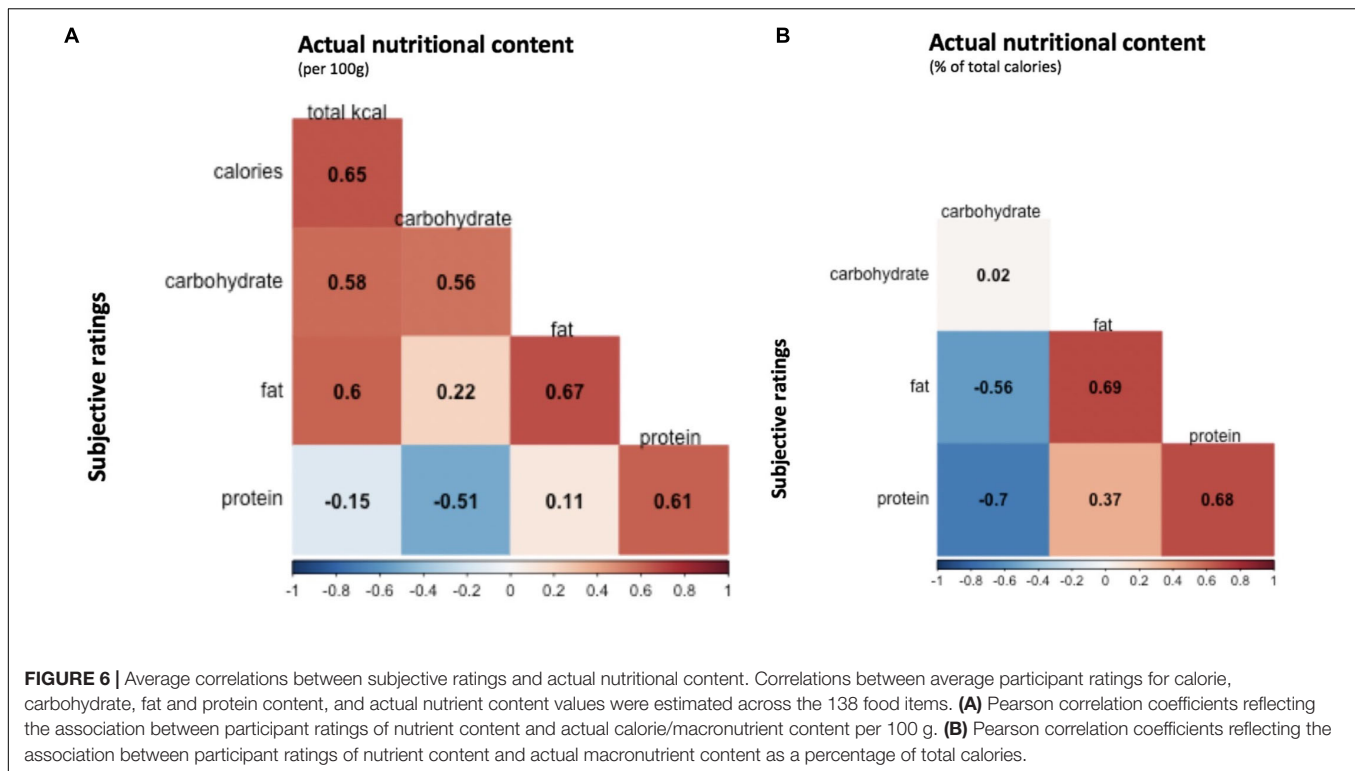 A
Actual nutritional content
(per 100g)
total kcal
calories
0.65
carbohydrate
carbohydrate
0.58 0.56
fat
fat
0.6 0.22 0.67
protein
protein
-0.15 -0.51 0.11 0.61
Subjective ratings
-1 -0.8 -0.6 -0.4 -0.2 0 0.2 0.4 0.6 0.8 1
B
Actual nutritional content
(% of total calories)
carbohydrate
carbohydrate
0.02
fat
fat
-0.56 0.69
protein
protein
-0.7 0.37 0.68
Subjective ratings
-1 -0.8 -0.6 -0.4 -0.2 0 0.2 0.4 0.6 0.8 1
FIGURE 6 | Average correlations between subjective ratings and actual nutritional content. Correlations between average participant ratings for calorie,
carbohydrate, fat and protein content, and actual nutrient content values were estimated across the 138 food items. (A) Pearson correlation coefficients reflecting
the association between participant ratings of nutrient content and actual calorie/macronutrient content per 100 g. (B) Pearson correlation coefficients reflecting the
association between participant ratings of nutrient content and actual macronutrient content as a percentage of total calories.